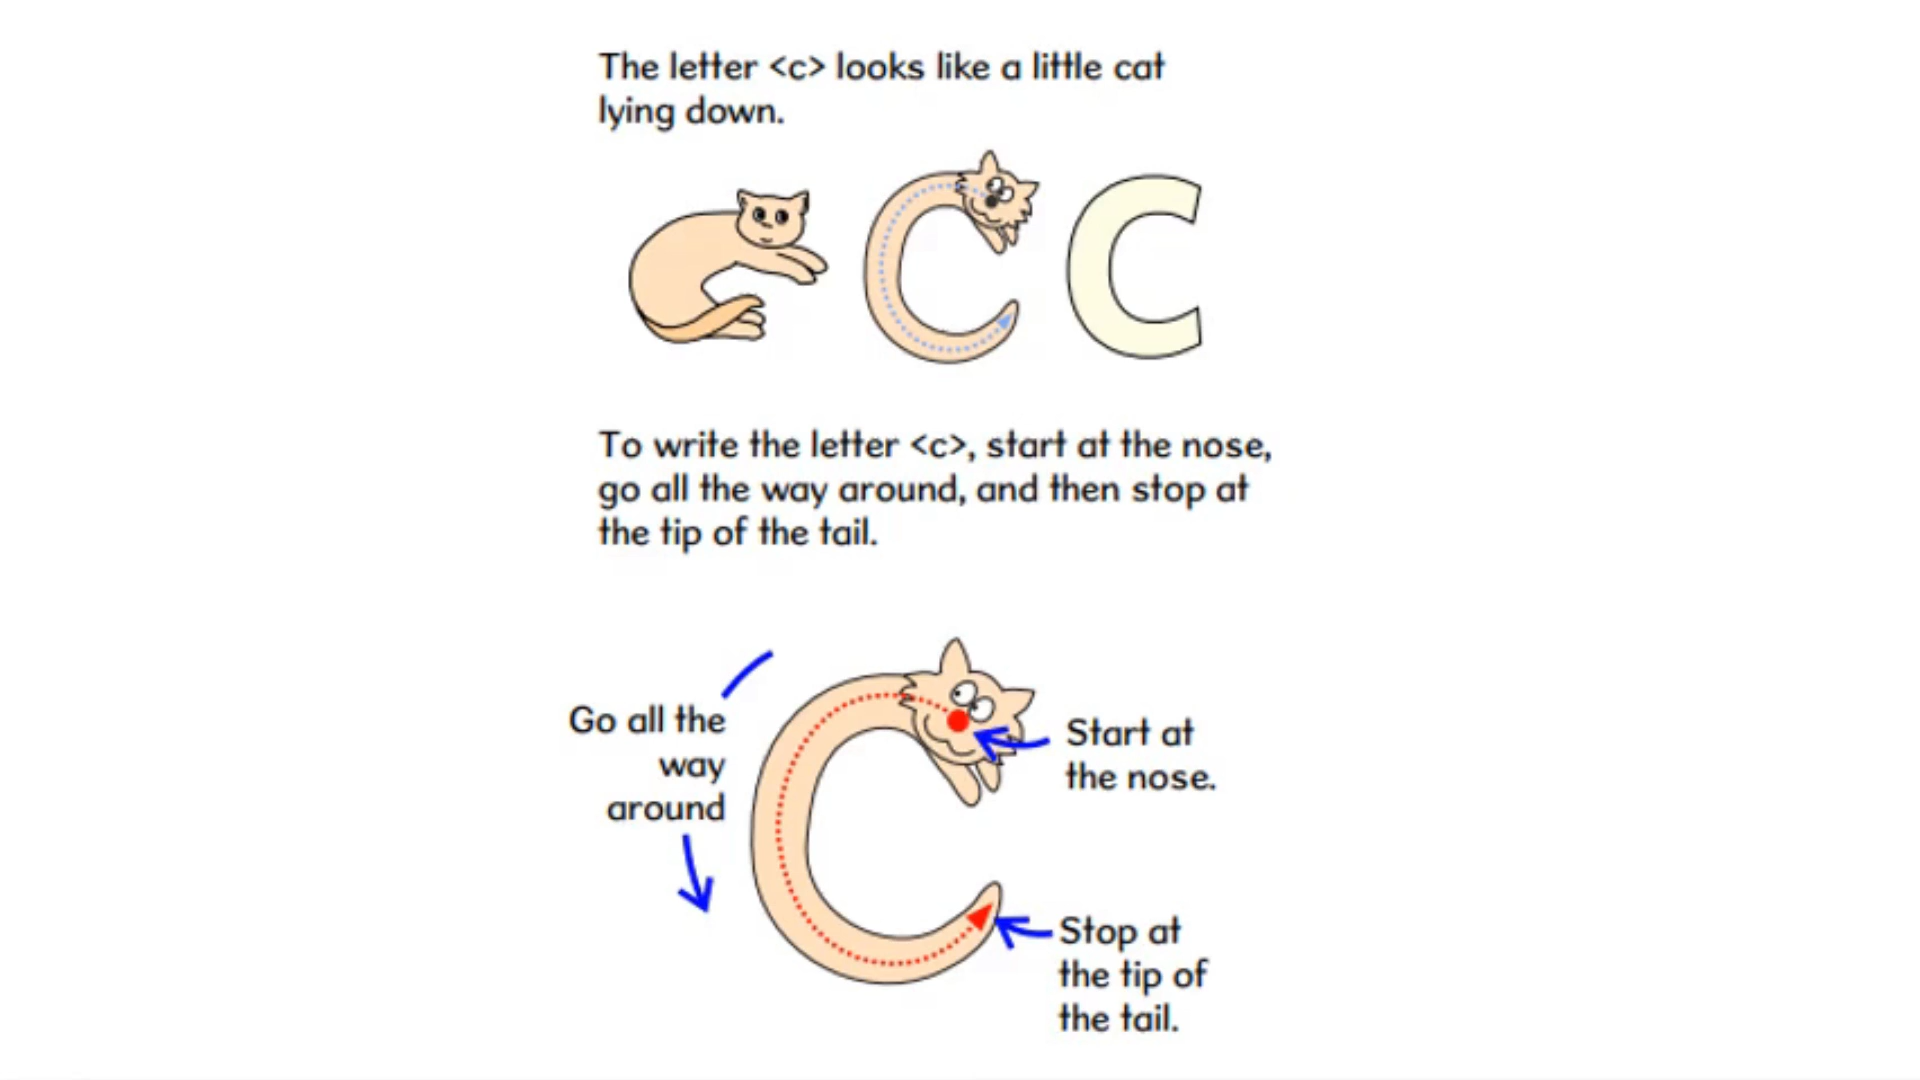 The letter <c> looks like a little cat
lying down.
c
To write the letter <c>, start at the nose,
go all the way around, and then stop at
the tip of the tail.
Go all the
way
around
Start at
the nose.
Stop at
the tip of
the tail.